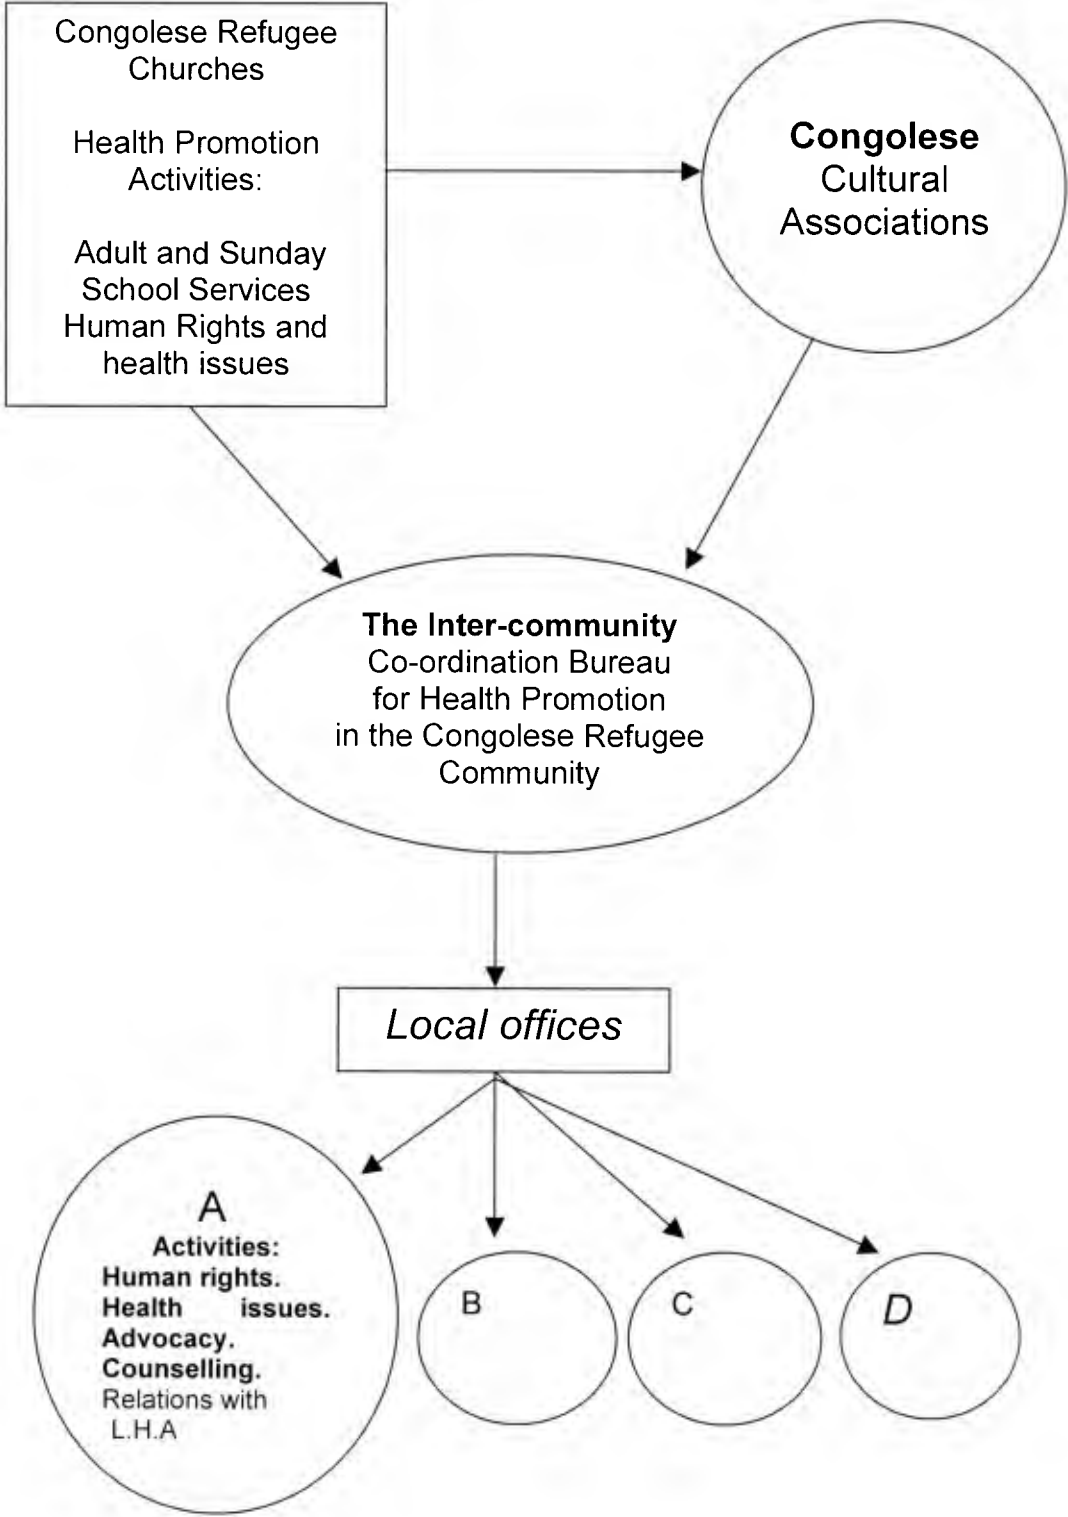 Congolese Refugee
Churches
Health Promotion
Activities:
Adult and Sunday
School Services
Human Rights and
health issues
Congolese
Cultural
Associations
The Inter-community
Co-ordination Bureau
for Health Promotion
in the Congolese Refugee
Community
Local offices
A
Activities:
Human rights.
Health issues.
Advocacy.
Counselling.
Relations with
L.H.A
B
C
D